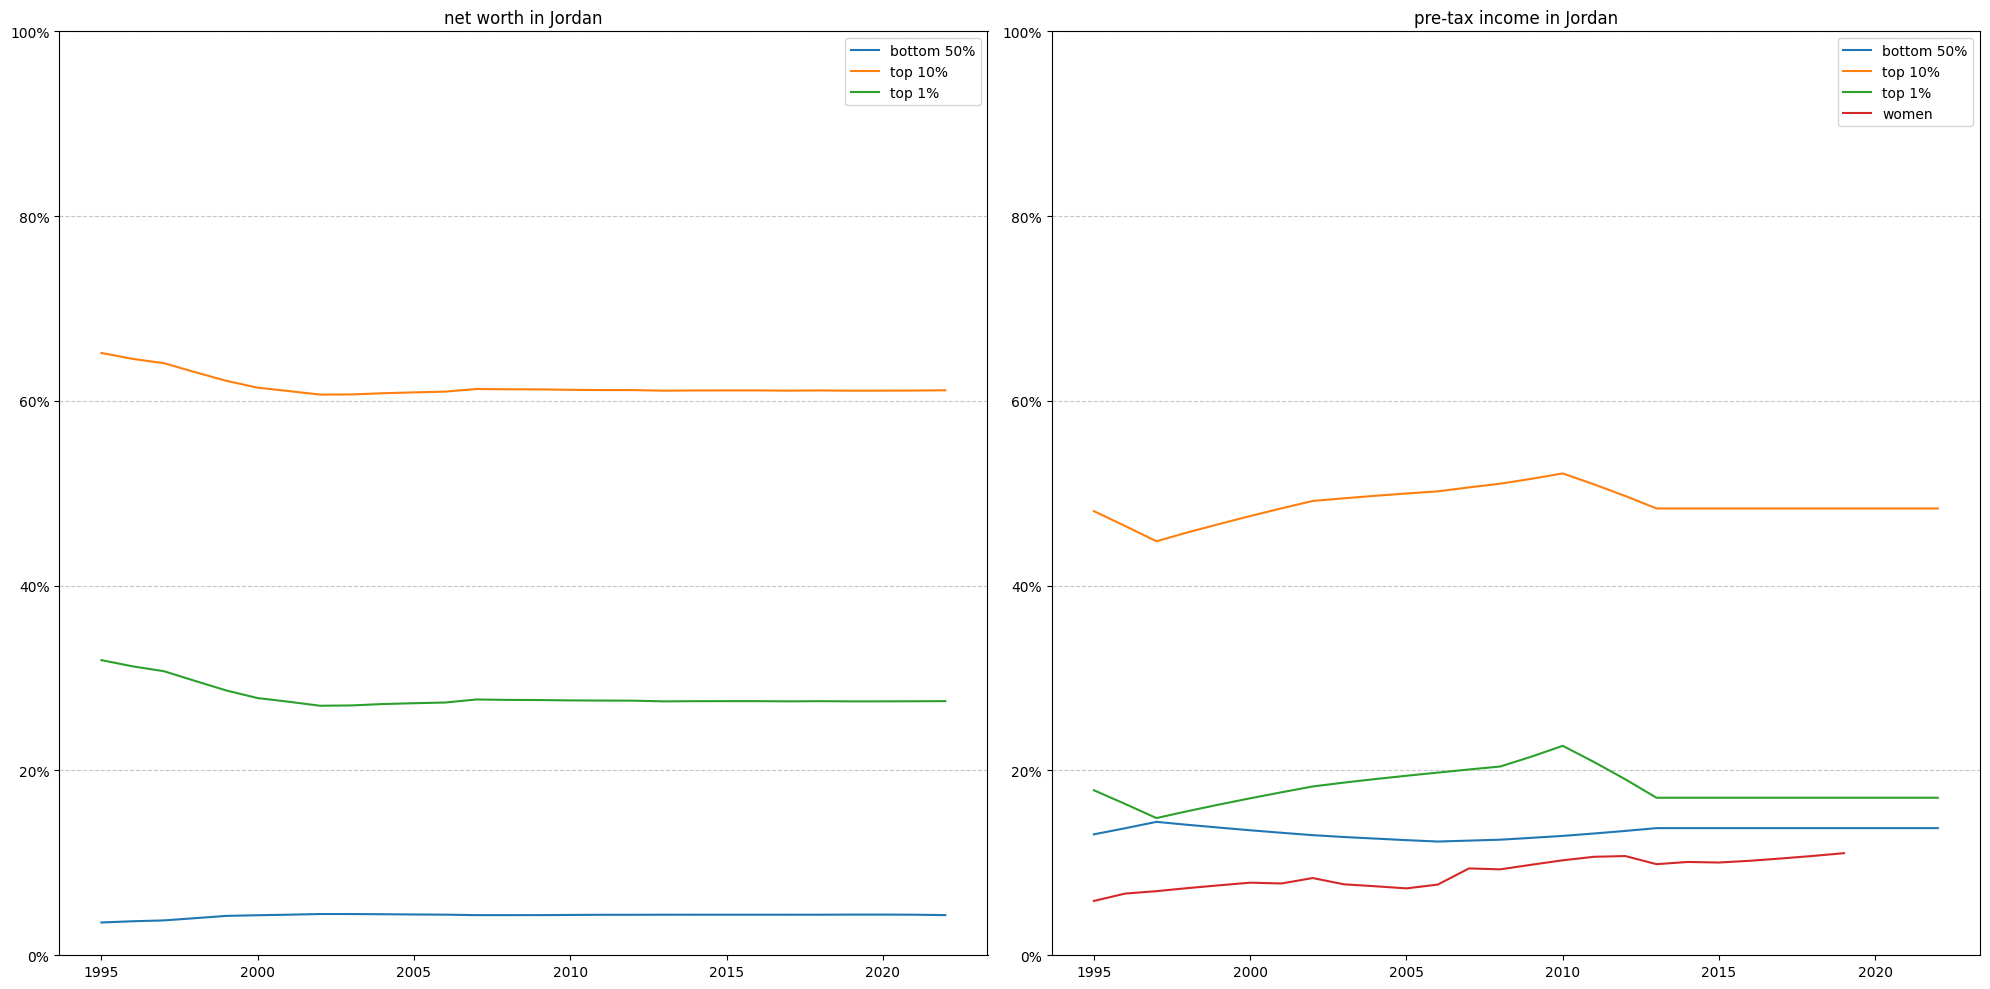 net worth in Jordan
100%
80%
60%
40%
20%
0%
1995 2000 2005 2010 2015 2020
bottom 50%
top 10%
top 1%
pre-tax income in Jordan
100%
80%
60%
40%
20%
0%
1995 2000 2005 2010 2015 2020
bottom 50%
top 10%
top 1%
women